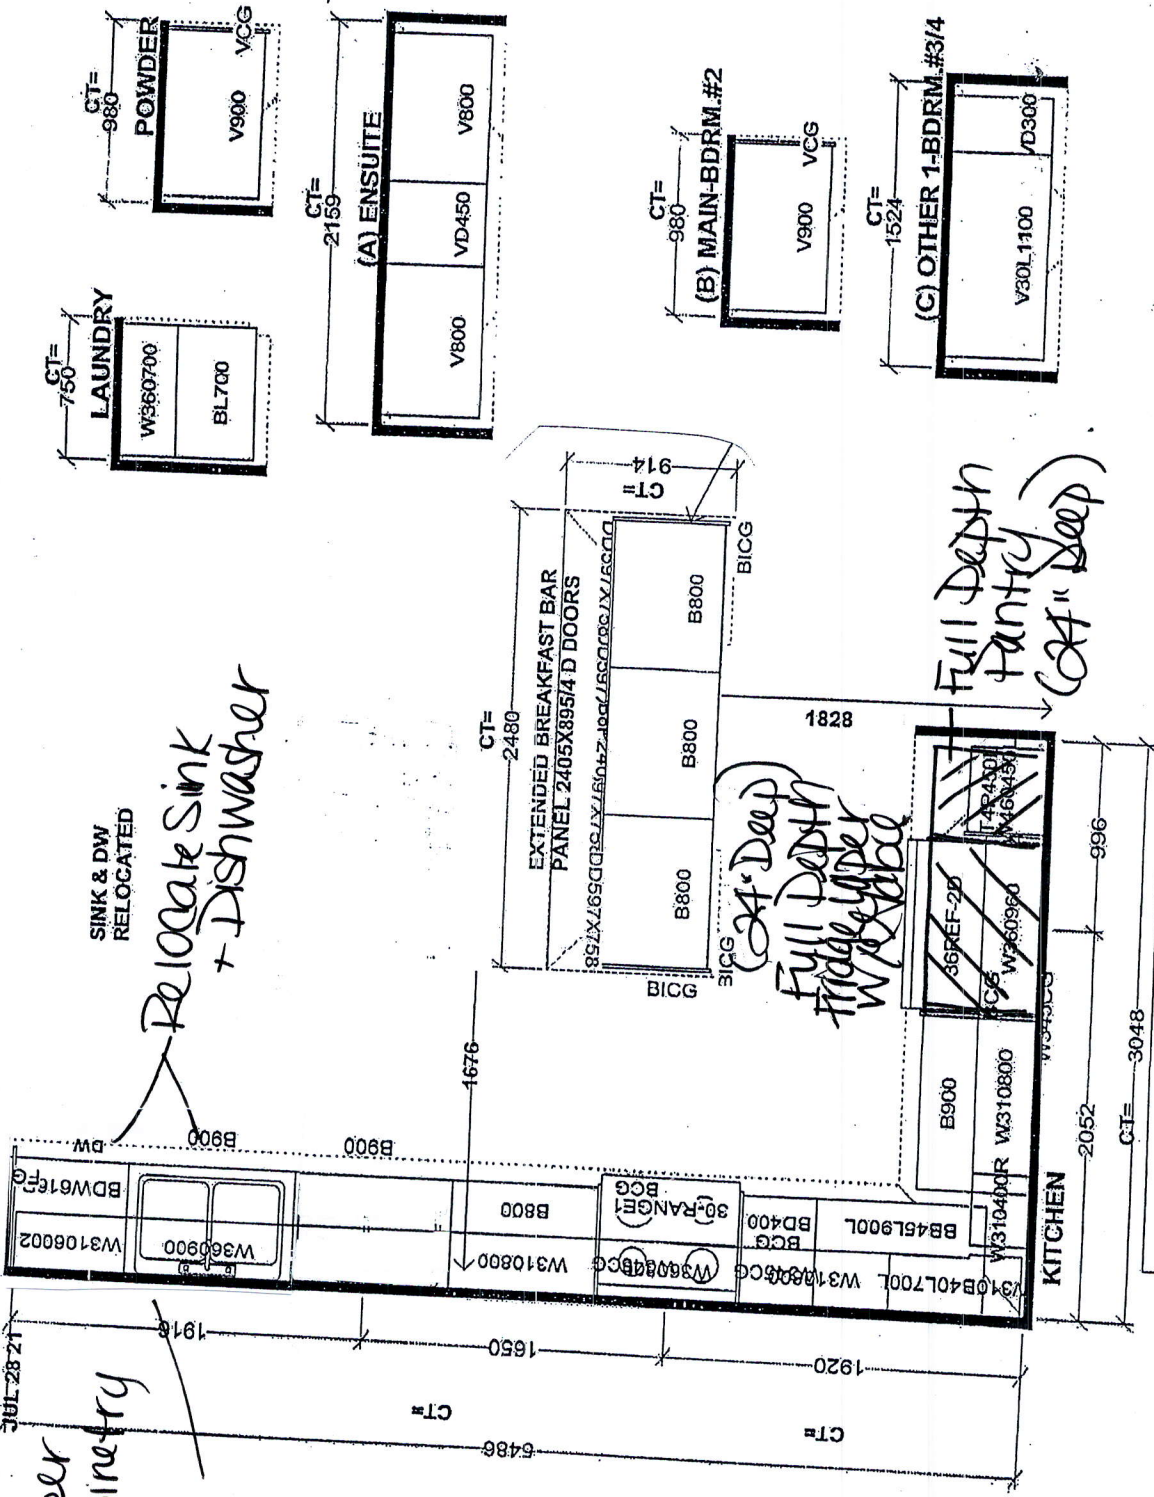 CT=
980
POWDER
V900
VCG
CT=
2159
(A) ENSUITE
V800
VD450
V800
CT=
980
(B) MAIN-BDRM.#2
V900
VCG
CT=
1524
(C) OTHER 1-BDRM.#3/4
V30L1100
VD300
CT=
750
LAUNDRY
W360700
BL700
SINK & DW
RELOCATED
Relocate Sink
+ Dishwasher
CT=
2480
CT=
914
EXTENDED BREAKFAST BAR
PANEL 2405X895/4 D DOORS
DD597X758
B800
B800
B800
BICG
BICG
BICG
1828
1676
Full Depth
Pantry
(24" Deep)
(24" Deep)
Full Depth
Fridge Upper
36REF-2D
W360960
W345CG
B900
W310800
W310400R
996
2052
CT=
3048
KITCHEN
DW
B900
B900
W3106002
W360900
B800
W310800
30-RANGE1
BCG
BCG
BD400
BB45L900L
1916
1650
1920
CT=
CT=
6486
JUL 28 21